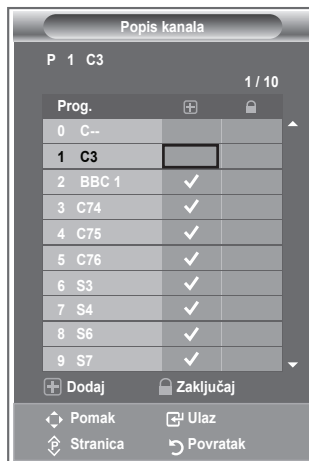 Popis kanala
P 1 C3
1 / 10
Prog.
0 C--
1 C3
2 BBC 1
3 C74
4 C75
5 C76
6 S3
7 S4
8 S6
9 S7
Dodaj Zaključaj
Pomak Ulaz
Stranica Povratak